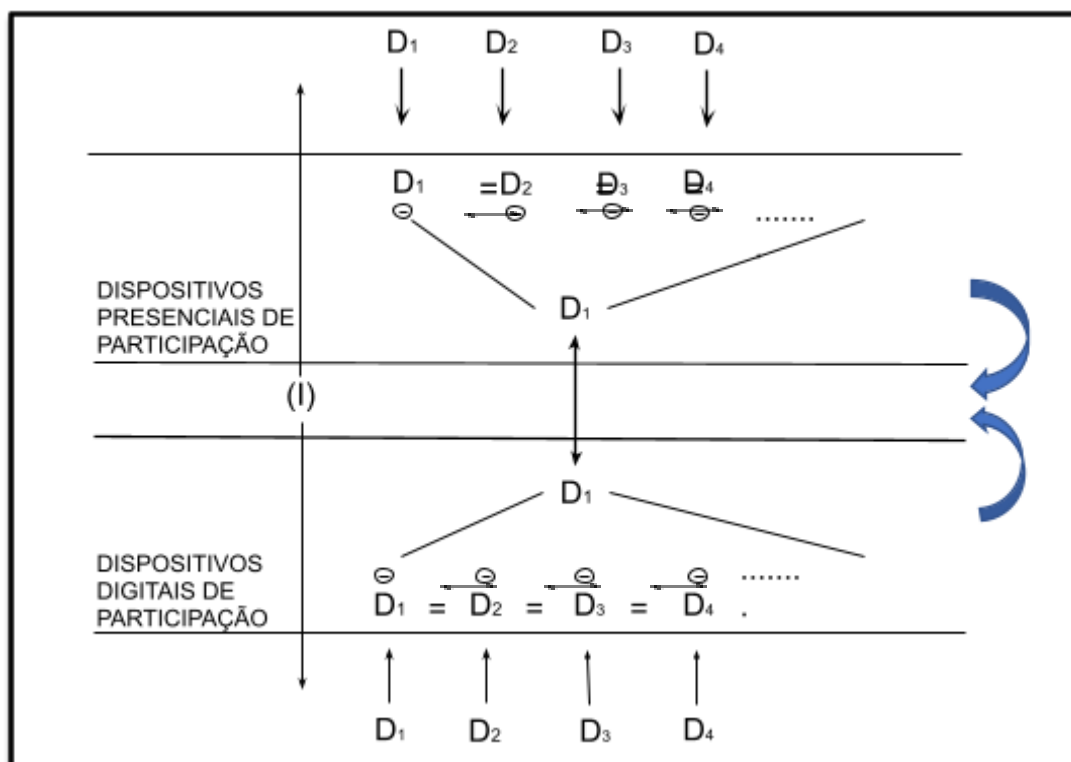 D₁ D₂ D₃ D₄
D₁ =D₂ =D₃ =D₄
⊖ ⊖ ⊖ ⊖ .......
DISPOSITIVOS
PRESENCIAIS DE
PARTICIPAÇÃO
D₁
(I)
D₁
DISPOSITIVOS
DIGITAIS DE
PARTICIPAÇÃO
⊖ ⊖ ⊖ ⊖ .......
D₁ = D₂ = D₃ = D₄ .
D₁ D₂ D₃ D₄